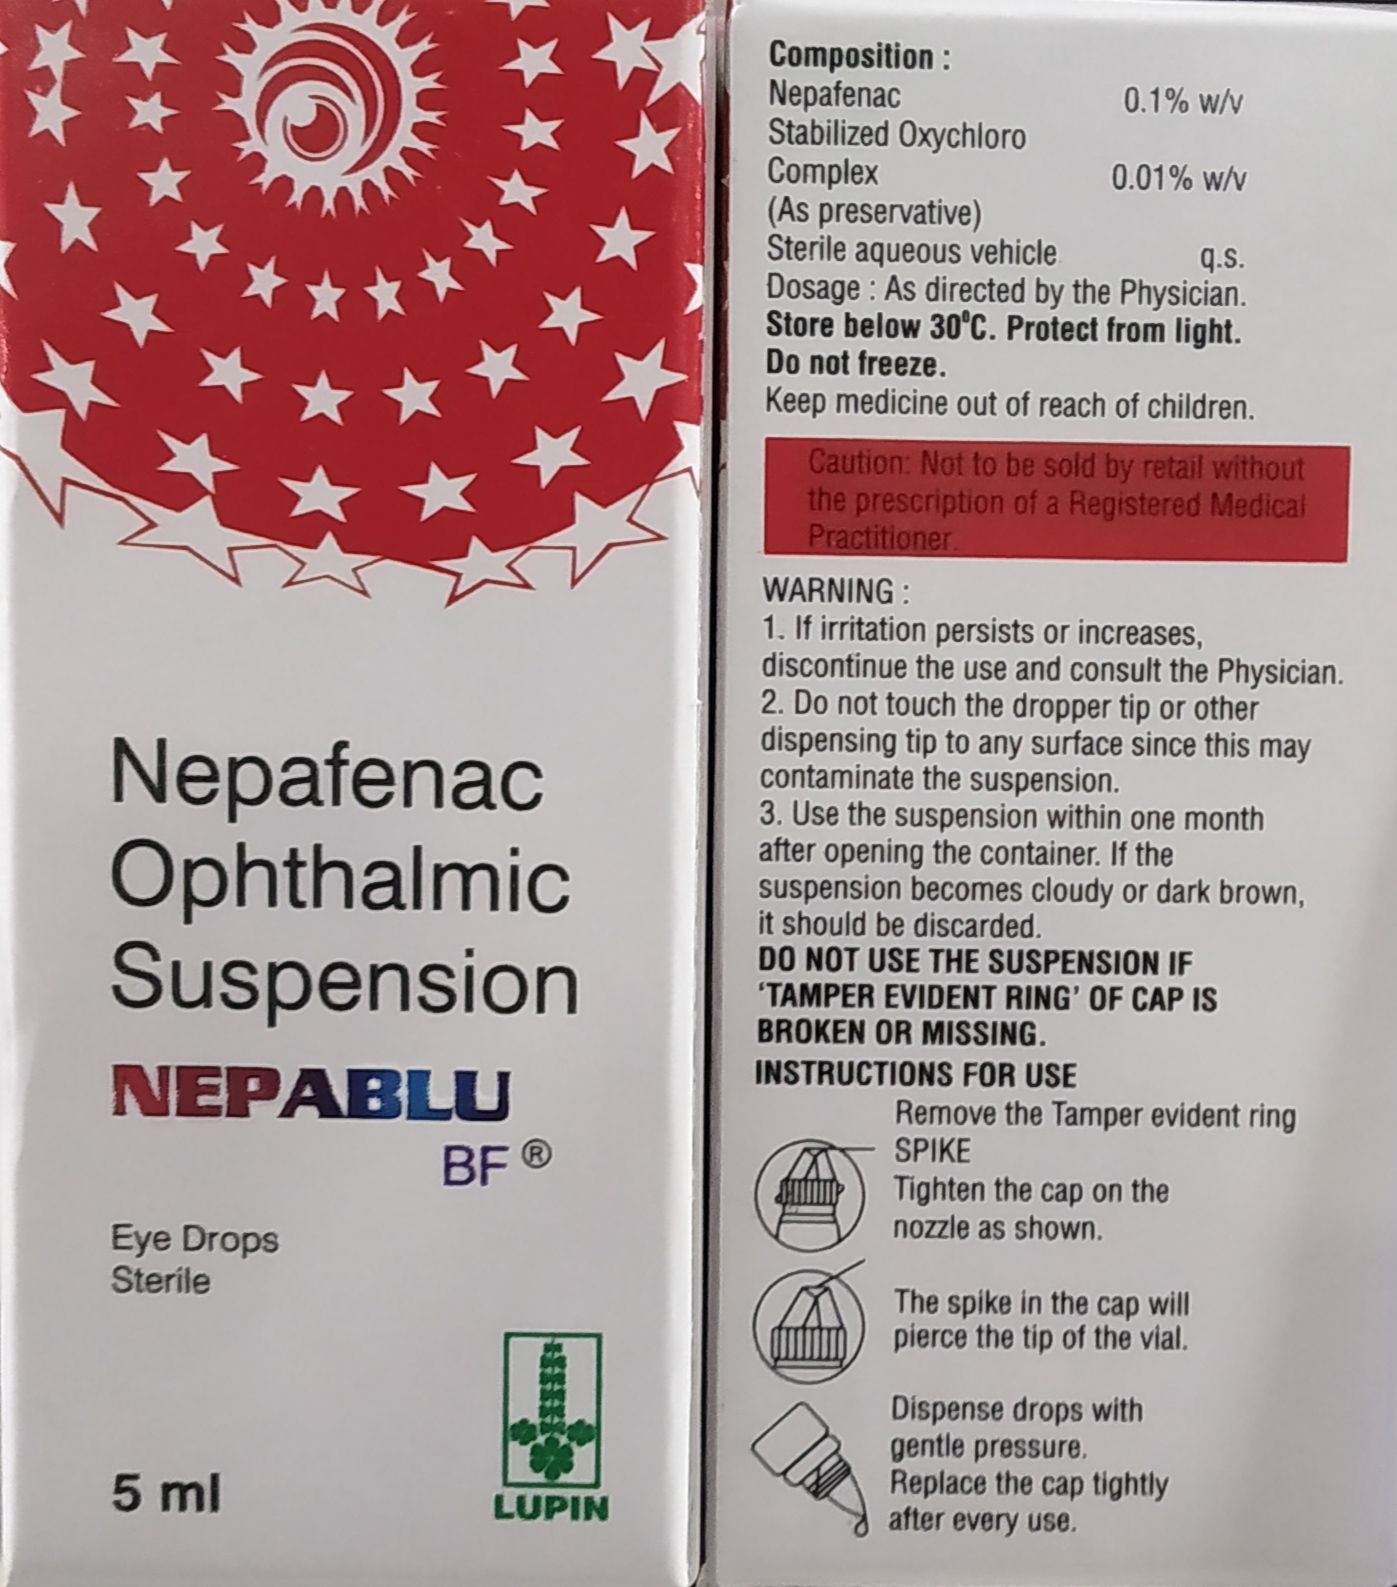 Nepafenac
Ophthalmic
Suspension
NEPABLU
BF ®
Eye Drops
Sterile
5 ml
LUPIN
Composition :
Nepafenac 0.1% w/v
Stabilized Oxychloro
Complex 0.01% w/v
(As preservative)
Sterile aqueous vehicle q.s.
Dosage : As directed by the Physician.
Store below 30°C. Protect from light.
Do not freeze.
Keep medicine out of reach of children.
Caution: Not to be sold by retail without
the prescription of a Registered Medical
Practitioner.
WARNING :
1. If irritation persists or increases,
discontinue the use and consult the Physician.
2. Do not touch the dropper tip or other
dispensing tip to any surface since this may
contaminate the suspension.
3. Use the suspension within one month
after opening the container. If the
suspension becomes cloudy or dark brown,
it should be discarded.
DO NOT USE THE SUSPENSION IF
‘TAMPER EVIDENT RING’ OF CAP IS
BROKEN OR MISSING.
INSTRUCTIONS FOR USE
Remove the Tamper evident ring
SPIKE
Tighten the cap on the
nozzle as shown.
The spike in the cap will
pierce the tip of the vial.
Dispense drops with
gentle pressure.
Replace the cap tightly
after every use.